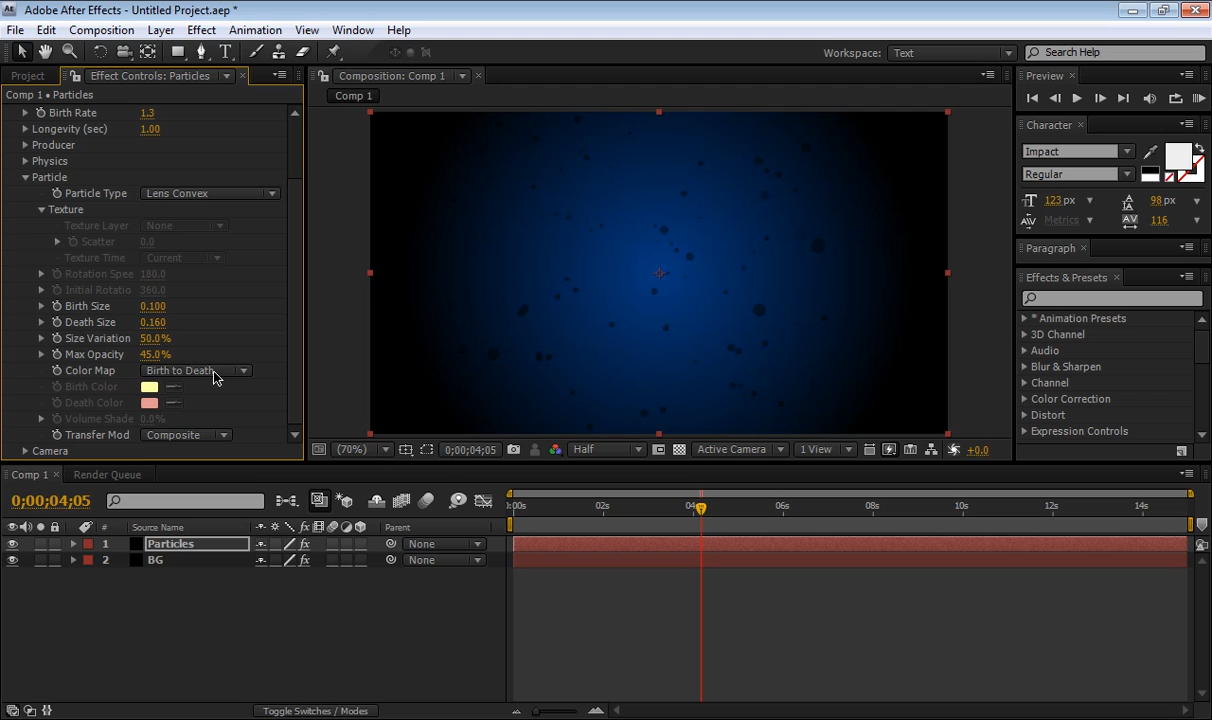 Adobe After Effects - Untitled Project.aep *
File Edit Composition Layer Effect Animation View Window Help
Workspace: Text Search Help
Project Effect Controls: Particles Composition: Comp 1 Preview
Comp 1 • Particles Comp 1
Birth Rate 1.3
Longevity (sec) 1.00
Producer
Physics
Particle
Particle Type Lens Convex
Texture
Texture Layer None
Scatter 0.0
Texture Time Current
Rotation Spee 180.0
Initial Rotatio 360.0
Birth Size 0.100
Death Size 0.160
Size Variation 50.0%
Max Opacity 45.0%
Color Map Birth to Death
Birth Color
Death Color
Volume Shade 0.0%
Transfer Mod Composite
Camera
(70%) 0;00;04;05 Half Active Camera 1 View +0.0
Character
Impact
Regular
T 123 px 98 px
Metrics 116
Paragraph
Effects & Presets
* Animation Presets
3D Channel
Audio
Blur & Sharpen
Channel
Color Correction
Distort
Expression Controls
Comp 1 Render Queue
0;00;04;05 :00s 02s 04s 06s 08s 10s 12s 14s
# Source Name fx Parent
1 Particles fx None
2 BG fx None
Toggle Switches / Modes